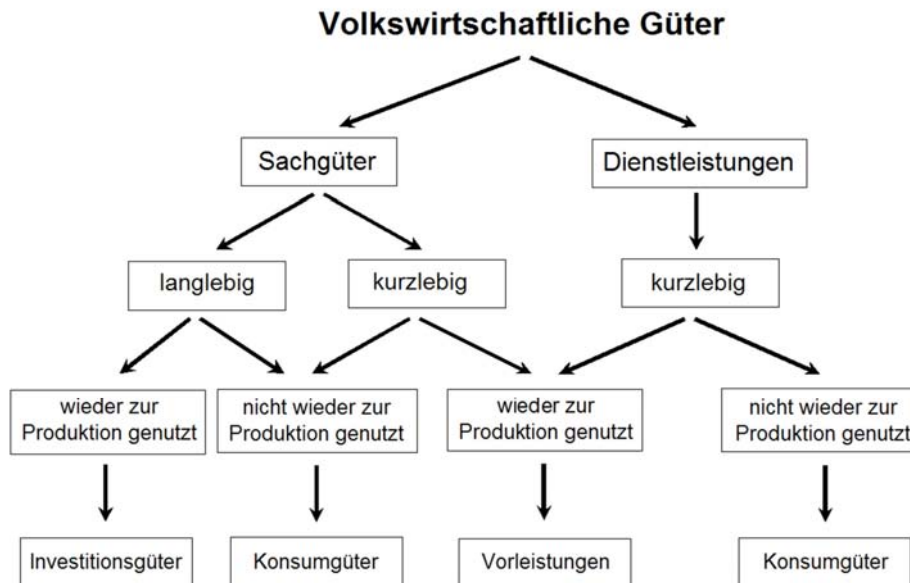 Volkswirtschaftliche Güter
Sachgüter
Dienstleistungen
langlebig
kurzlebig
kurzlebig
wieder zur
Produktion genutzt
nicht wieder zur
Produktion genutzt
wieder zur
Produktion genutzt
nicht wieder zur
Produktion genutzt
Investitionsgüter
Konsumgüter
Vorleistungen
Konsumgüter